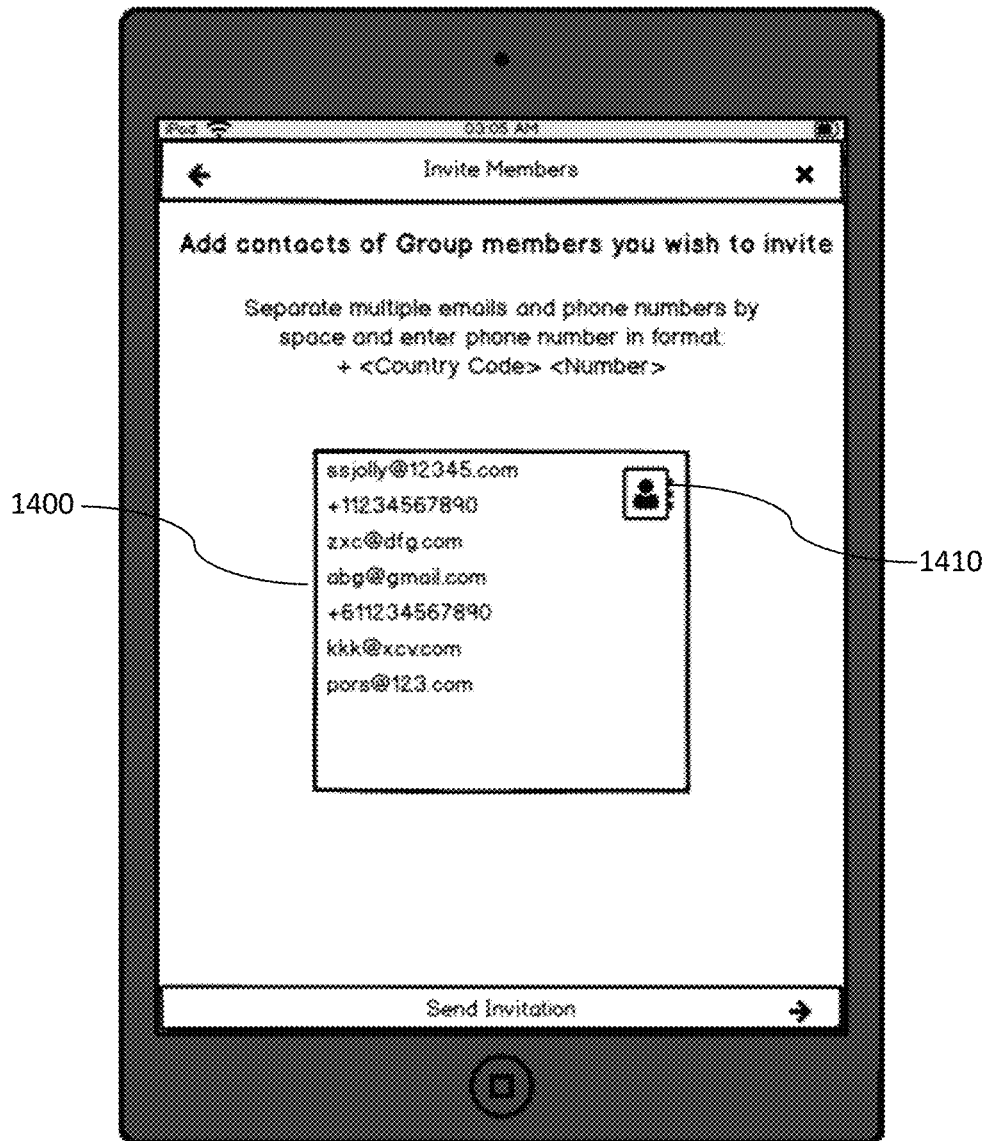 iPod 03:05 AM
Invite Members
Add contacts of Group members you wish to invite
Separate multiple emails and phone numbers by
space and enter phone number in format:
+ <Country Code> <Number>
ssjolly@12345.com
+11234567890
zxc@dfg.com
abg@gmail.com
+611234567890
kkk@xcv.com
pors@123.com
1400
1410
Send Invitation